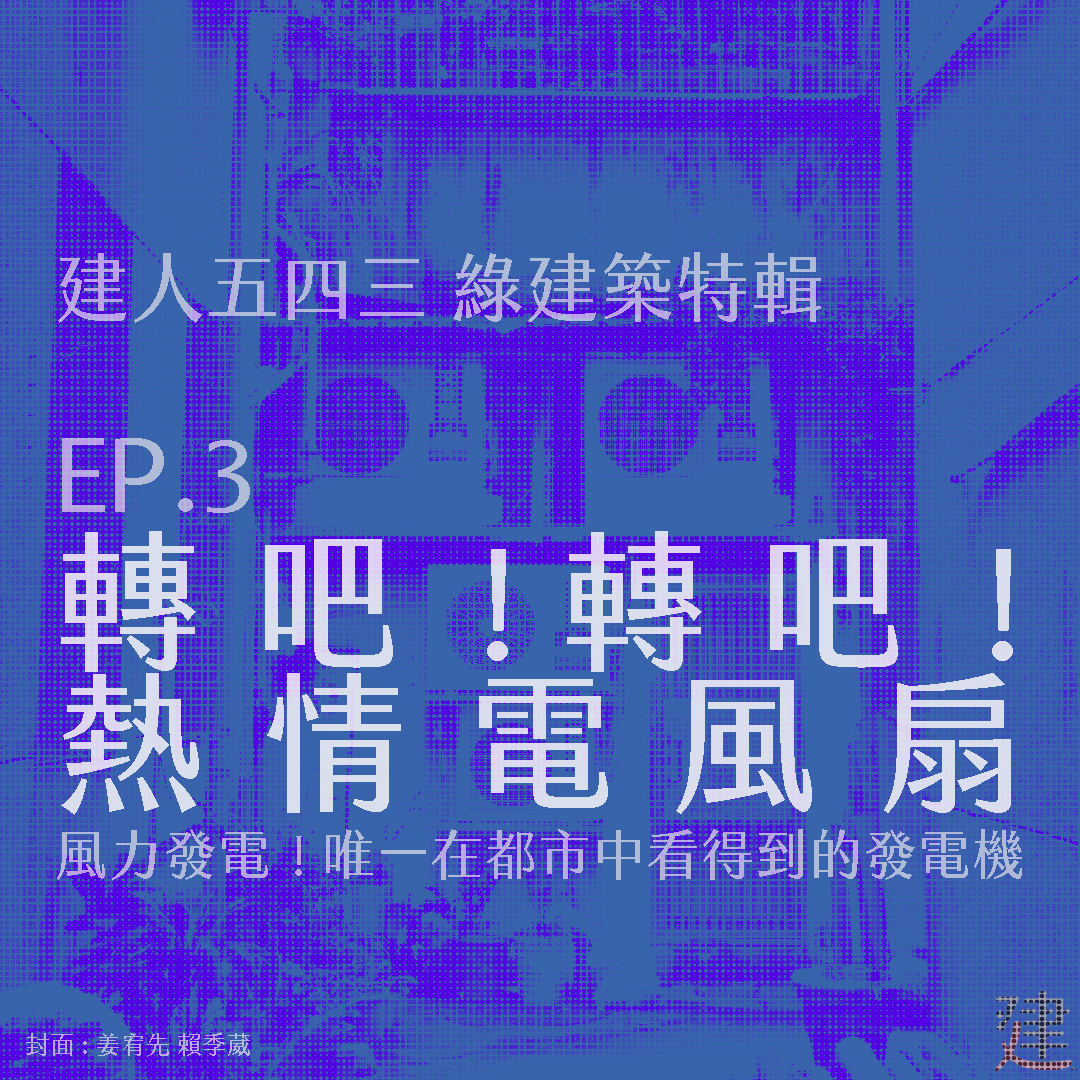 建人五四三 綠建築特輯
EP.3
轉吧！轉吧！
熱情電風扇
風力發電！唯一在都市中看得到的發電機
封面：姜宥先 賴季葳
建